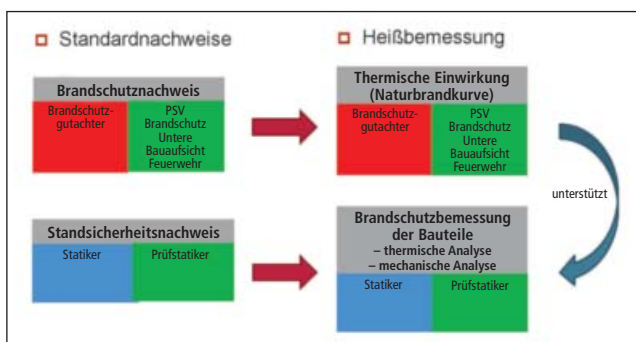 Standardnachweise
Heißbemessung
Brandschutznachweis
Brandschutz-
gutachter
PSV
Brandschutz
Untere
Bauaufsicht
Feuerwehr
Thermische Einwirkung
(Naturbrandkurve)
Brandschutz-
gutachter
PSV
Brandschutz
Untere
Bauaufsicht
Feuerwehr
unterstützt
Standsicherheitsnachweis
Statiker
Prüfstatiker
Brandschutzbemessung
der Bauteile
– thermische Analyse
– mechanische Analyse
Statiker
Prüfstatiker